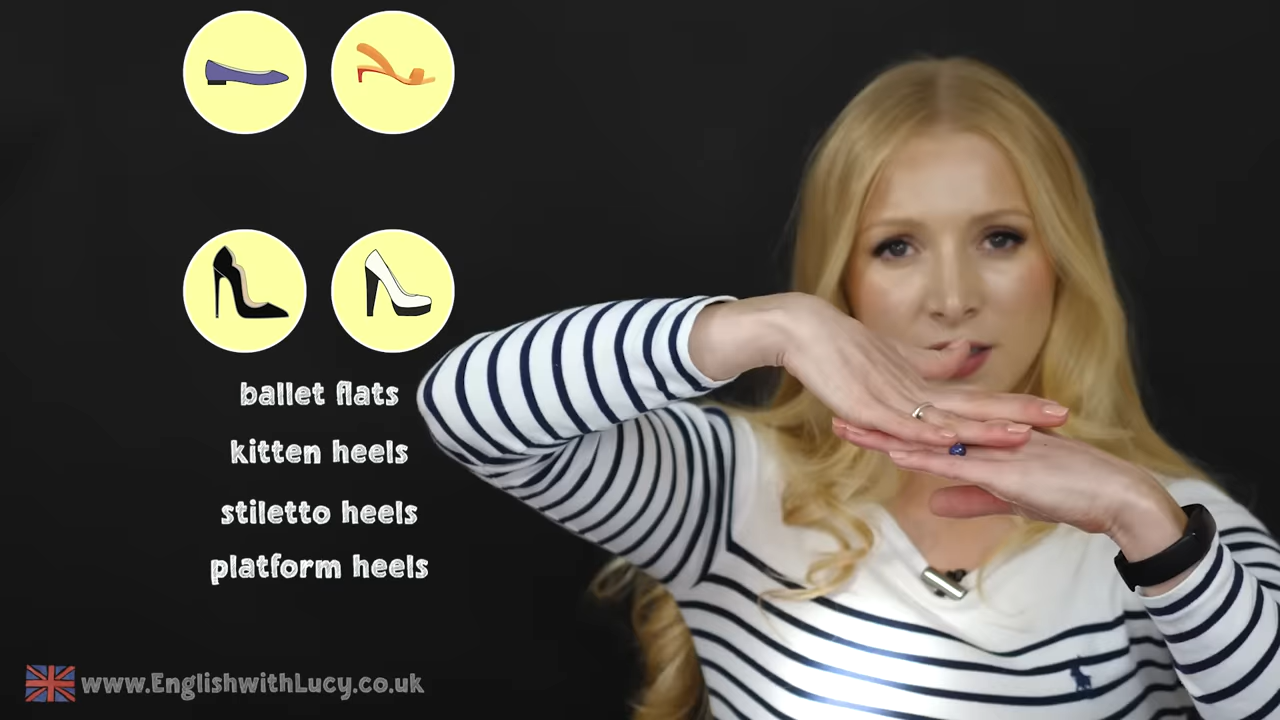 ballet flats
kitten heels
stiletto heels
platform heels
www.EnglishwithLucy.co.uk